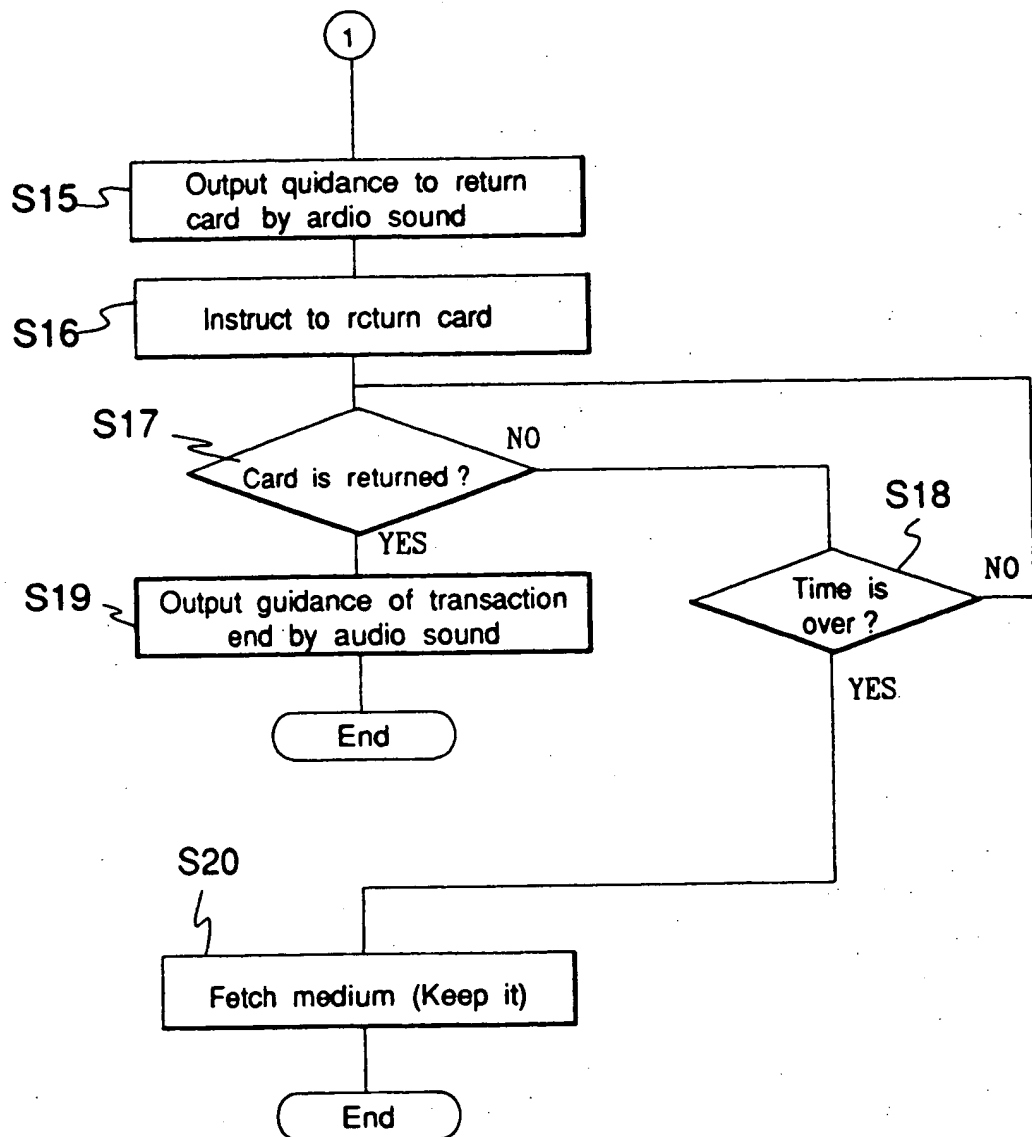 1
S15
Output quidance to return
card by ardio sound
S16
Instruct to rcturn card
S17
NO
Card is returned ?
S18
YES
Time is
over ?
NO
S19
Output guidance of transaction
end by audio sound
YES
End
S20
Fetch medium (Keep it)
End